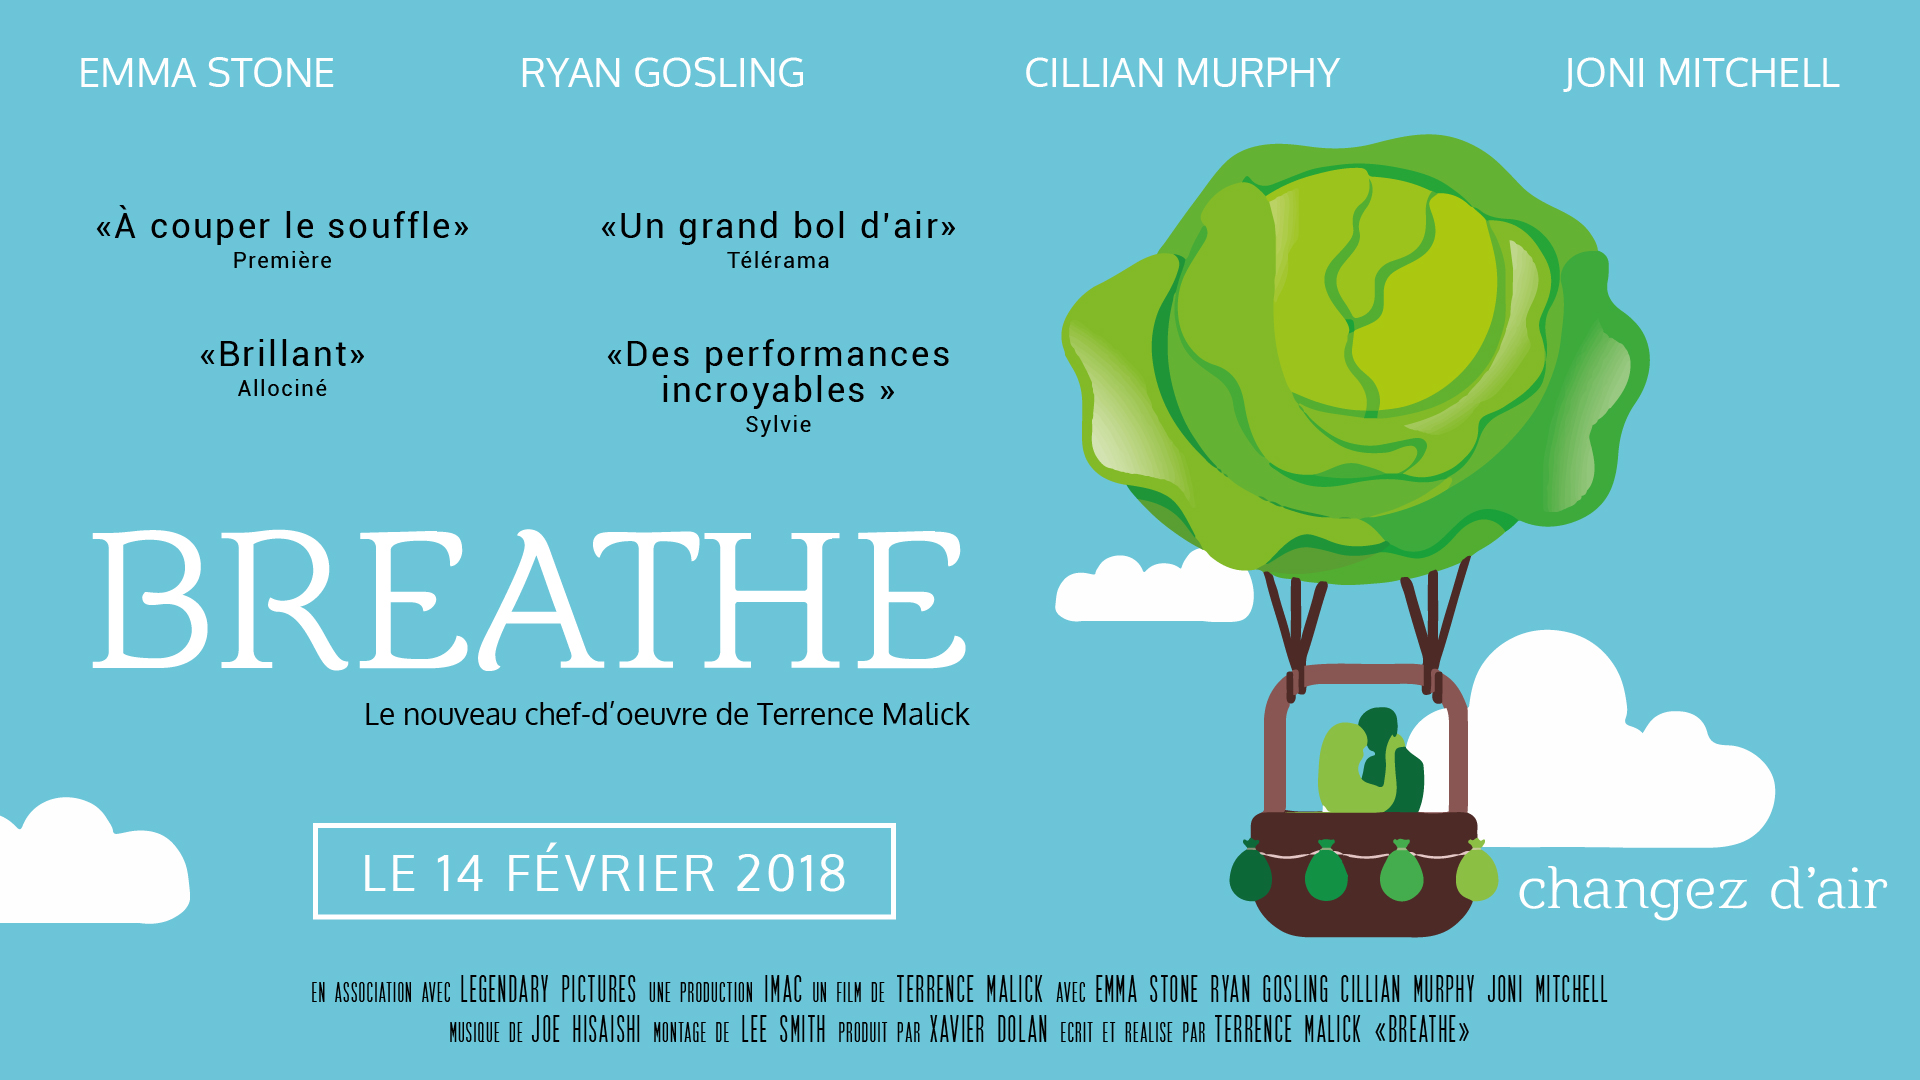 EMMA STONE RYAN GOSLING CILLIAN MURPHY JONI MITCHELL
«À couper le souffle»
Première
«Un grand bol d'air»
Télérama
«Brillant»
Allociné
«Des performances
incroyables »
Sylvie
BREATHE
Le nouveau chef-d’oeuvre de Terrence Malick
LE 14 FÉVRIER 2018
changez d’air
EN ASSOCIATION AVEC LEGENDARY PICTURES UNE PRODUCTION IMAC UN FILM DE TERRENCE MALICK AVEC EMMA STONE RYAN GOSLING CILLIAN MURPHY JONI MITCHELL
MUSIQUE DE JOE HISAISHI MONTAGE DE LEE SMITH PRODUIT PAR XAVIER DOLAN ECRIT ET REALISE PAR TERRENCE MALICK «BREATHE»